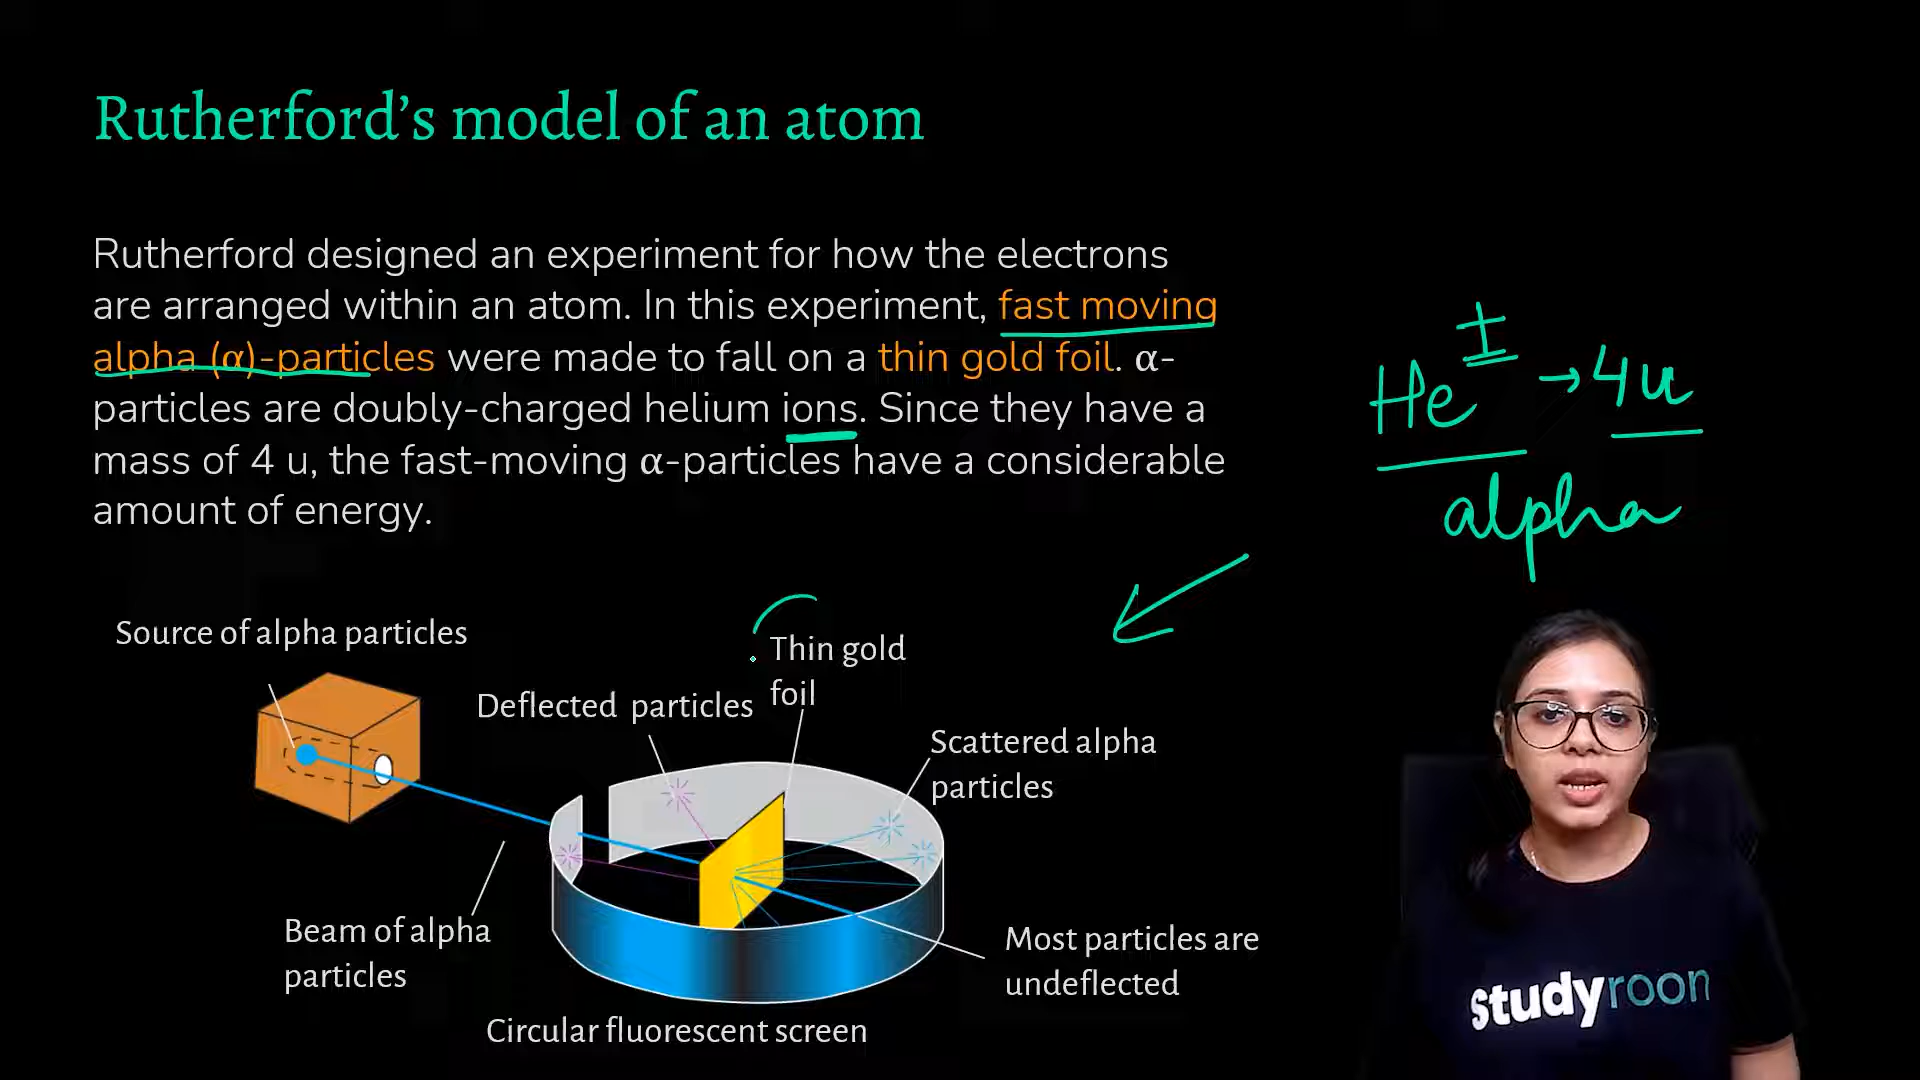 Rutherford’s model of an atom
Rutherford designed an experiment for how the electrons
are arranged within an atom. In this experiment, fast moving
alpha (α)-particles were made to fall on a thin gold foil. α-
particles are doubly-charged helium ions. Since they have a
mass of 4 u, the fast-moving α-particles have a considerable
amount of energy.
He± → 4u
alpha
Source of alpha particles
Thin gold
foil
Deflected particles
Scattered alpha
particles
Beam of alpha
particles
Most particles are
undeflected
Circular fluorescent screen
studyroon